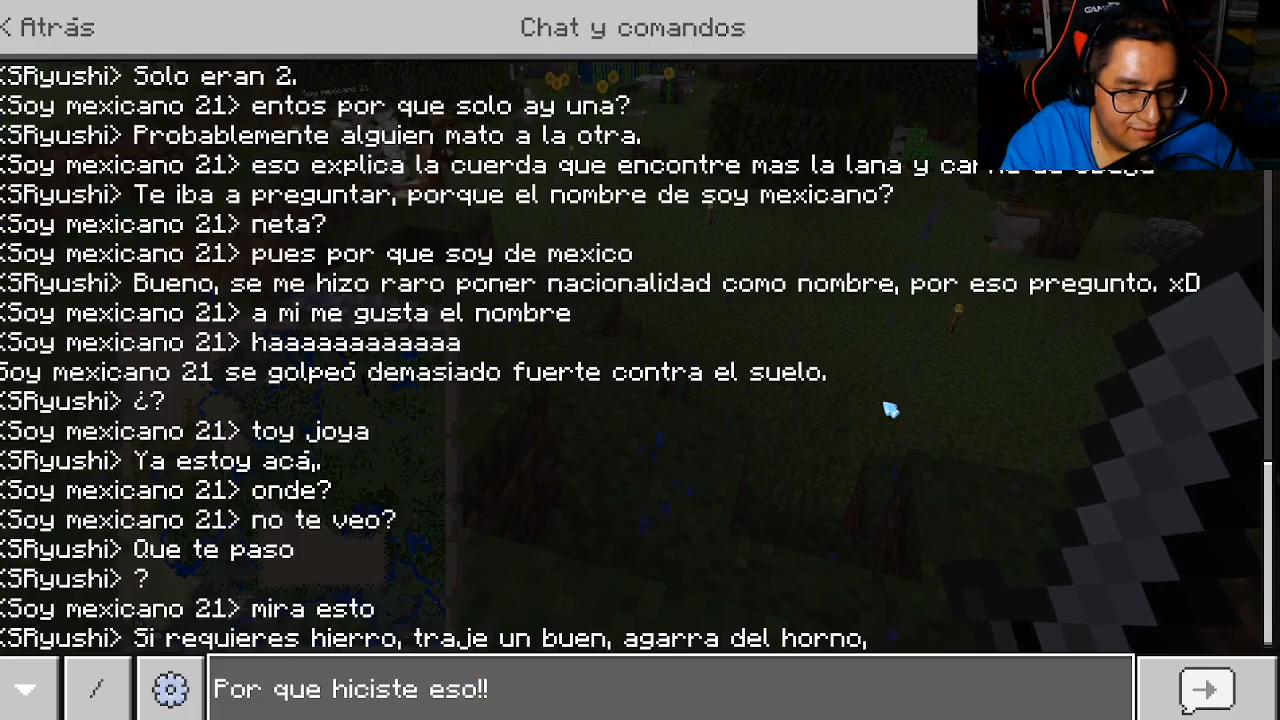 < Atrás
Chat y comandos
<SRyushi> Solo eran 2.
Soy mexicano 21
<Soy mexicano 21> entos por que solo ay una?
<SRyushi> Probablemente alguien mato a la otra.
<Soy mexicano 21> eso explica la cuerda que encontre mas la lana y
<SRyushi> Te iba a preguntar, porque el nombre de soy mexicano?
<Soy mexicano 21> neta?
<Soy mexicano 21> pues por que soy de mexico
<SRyushi> Bueno, se me hizo raro poner nacionalidad como nombre, por eso pregunto. xD
<Soy mexicano 21> a mi me gusta el nombre
<Soy mexicano 21> haaaaaaaaaaaa
Soy mexicano 21 se golpeó demasiado fuerte contra el suelo.
<SRyushi> ¿?
<Soy mexicano 21> toy joya
<SRyushi> Ya estoy acá,.
<Soy mexicano 21> onde?
<Soy mexicano 21> no te veo?
<SRyushi> Que te paso
<SRyushi> ?
<Soy mexicano 21> mira esto
<SRyushi> Si requieres hierro, traje un buen, agarra del horno,
/
Por que hiciste eso!!